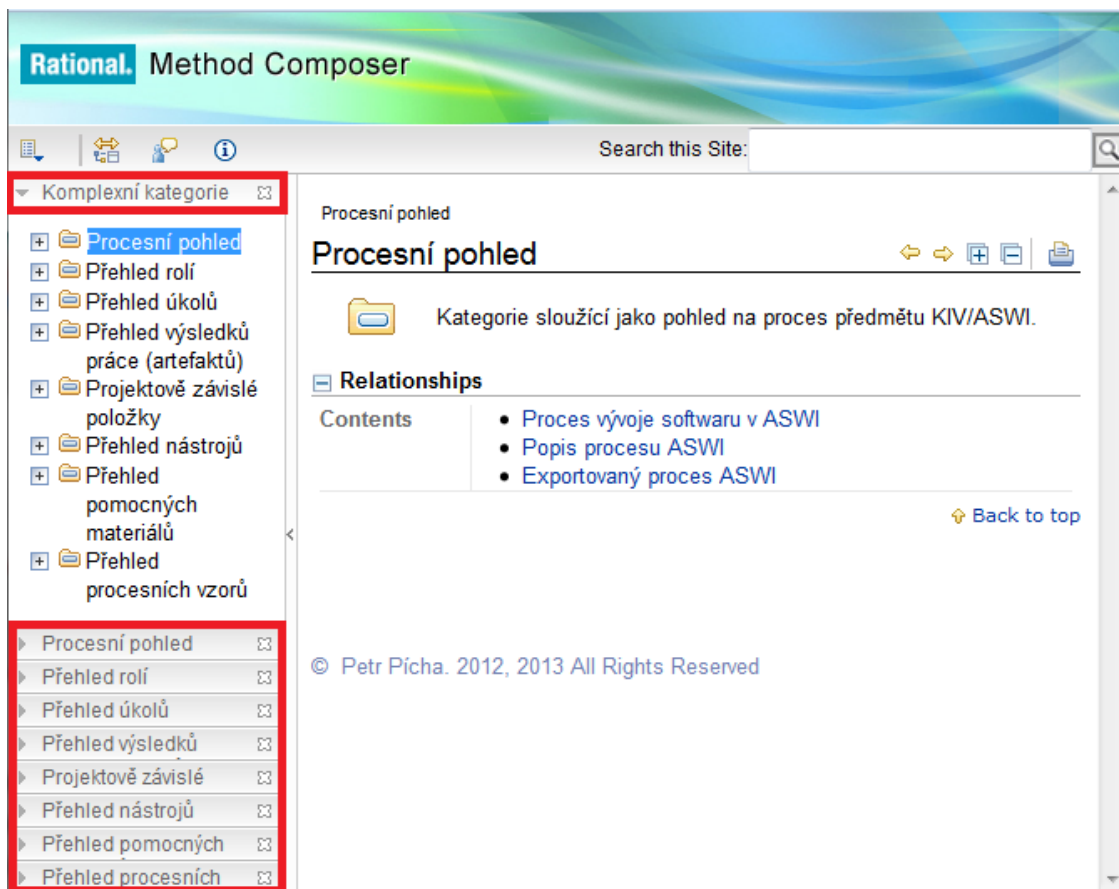 Rational. Method Composer
Search this Site:
Komplexní kategorie
Procesní pohled
Přehled rolí
Přehled úkolů
Přehled výsledků
práce (artefaktů)
Projektově závislé
položky
Přehled nástrojů
Přehled
pomocných
materiálů
Přehled
procesních vzorů
Procesní pohled
Přehled rolí
Přehled úkolů
Přehled výsledků
Projektově závislé
Přehled nástrojů
Přehled pomocných
Přehled procesních
Procesní pohled
Procesní pohled
Kategorie sloužící jako pohled na proces předmětu KIV/ASWI.
Relationships
Contents
Proces vývoje softwaru v ASWI
Popis procesu ASWI
Exportovaný proces ASWI
Back to top
© Petr Pícha. 2012, 2013 All Rights Reserved